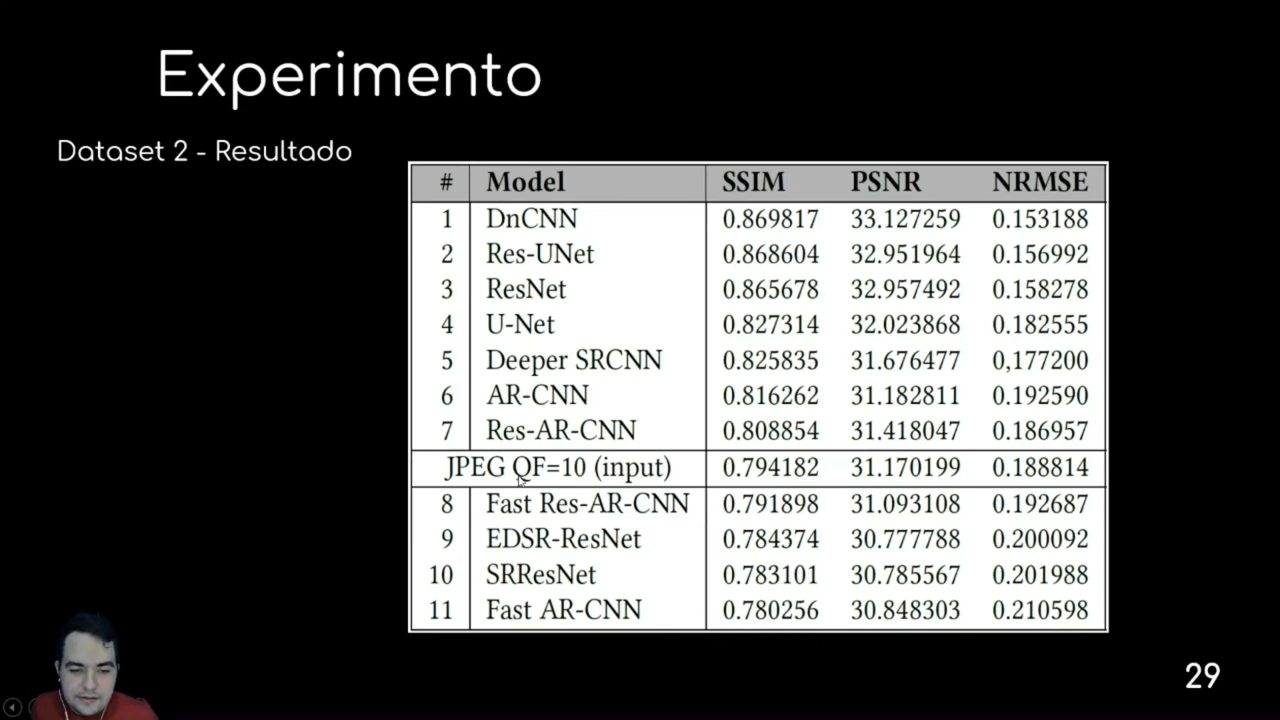 Experimento
Dataset 2 - Resultado
# Model SSIM PSNR NRMSE
1 DnCNN 0.869817 33.127259 0.153188
2 Res-UNet 0.868604 32.951964 0.156992
3 ResNet 0.865678 32.957492 0.158278
4 U-Net 0.827314 32.023868 0.182555
5 Deeper SRCNN 0.825835 31.676477 0,177200
6 AR-CNN 0.816262 31.182811 0.192590
7 Res-AR-CNN 0.808854 31.418047 0.186957
JPEG QF=10 (input) 0.794182 31.170199 0.188814
8 Fast Res-AR-CNN 0.791898 31.093108 0.192687
9 EDSR-ResNet 0.784374 30.777788 0.200092
10 SRResNet 0.783101 30.785567 0.201988
11 Fast AR-CNN 0.780256 30.848303 0.210598
29